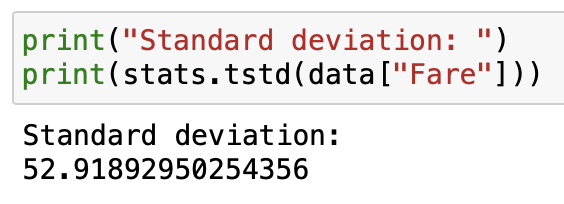 print("Standard deviation: ")
print(stats.tstd(data["Fare"]))
Standard deviation:
52.91892950254356